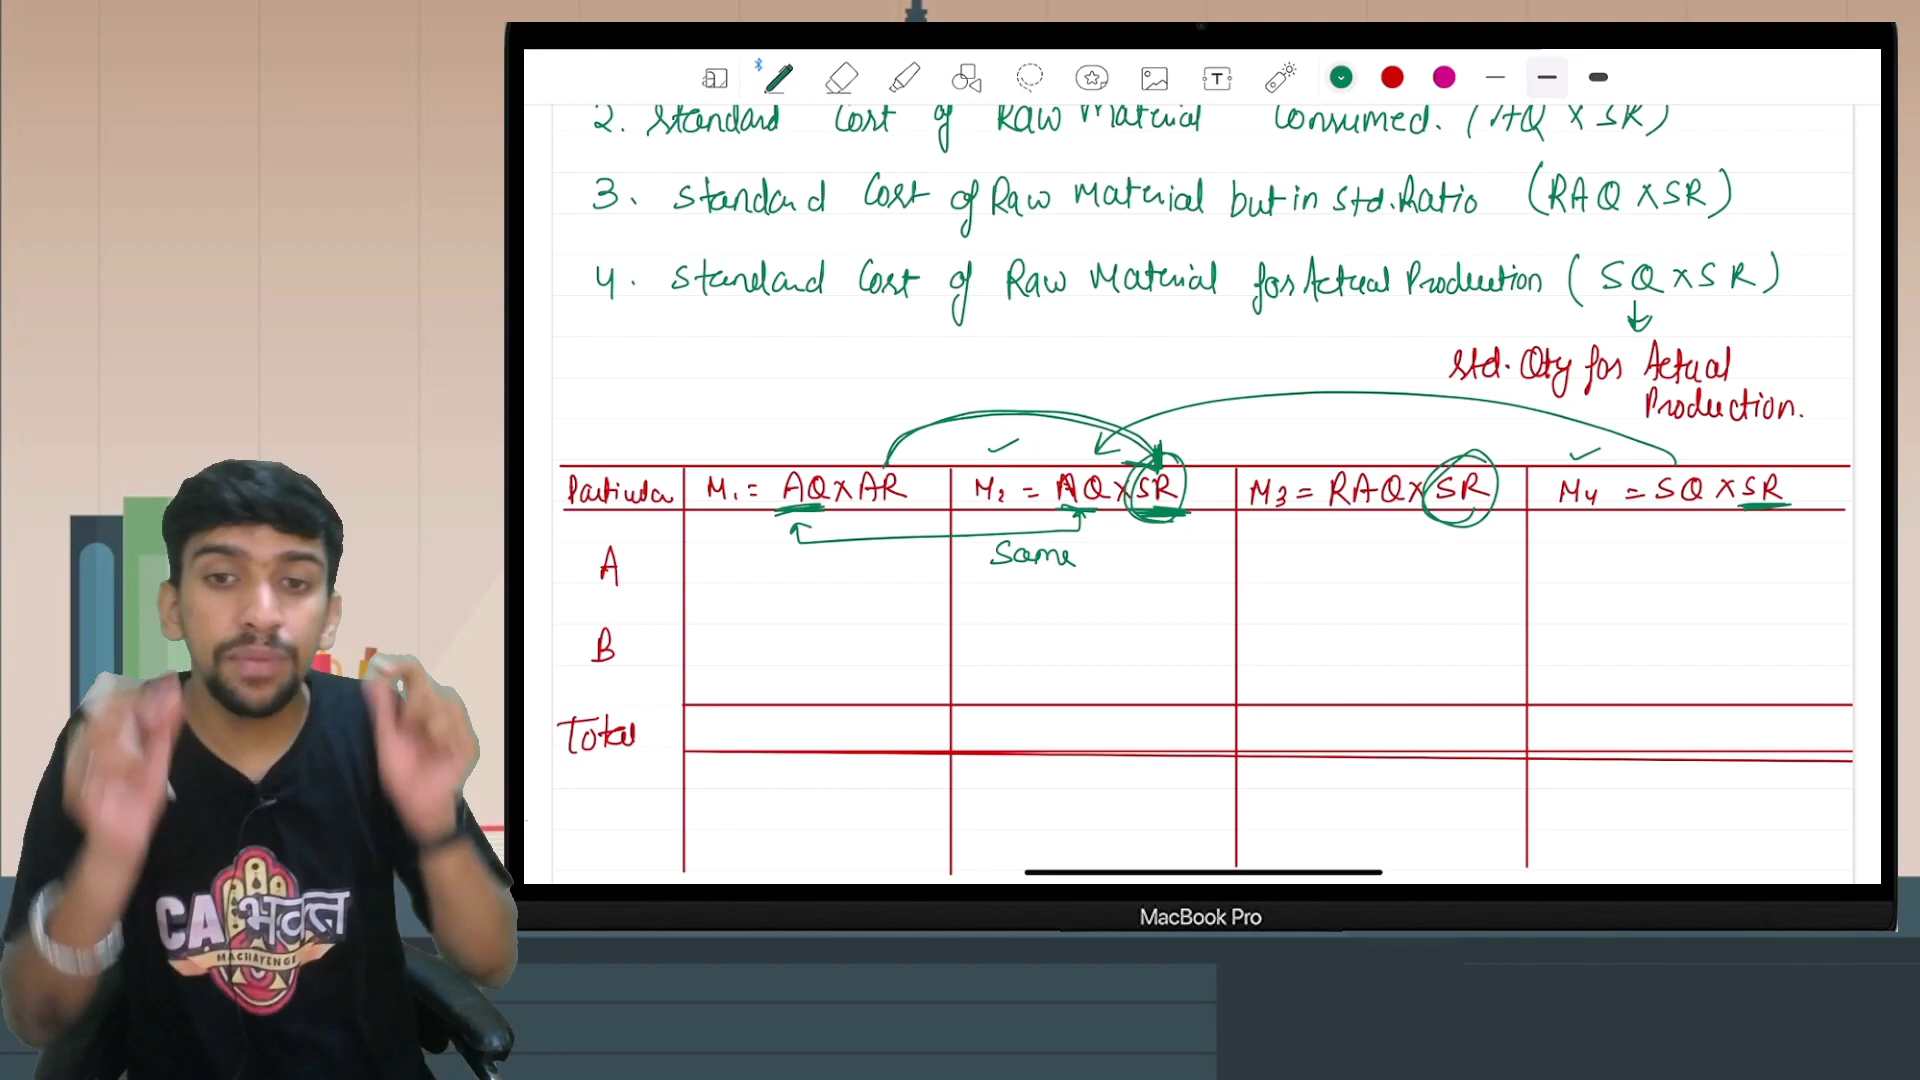 2. Standard Cost of Raw Material Consumed. (AQ x SR)
3. Standard Cost of Raw Material but in Std. Ratio (RAQ x SR)
4. Standard Cost of Raw Material for Actual Production (SQ x SR)
Std. Qty for Actual
Production.
Particular M1 = AQ x AR M2 = AQ x SR M3 = RAQ x SR M4 = SQ x SR
Same
A
B
Total
MacBook Pro
CA भक्त
MACHAYENGE